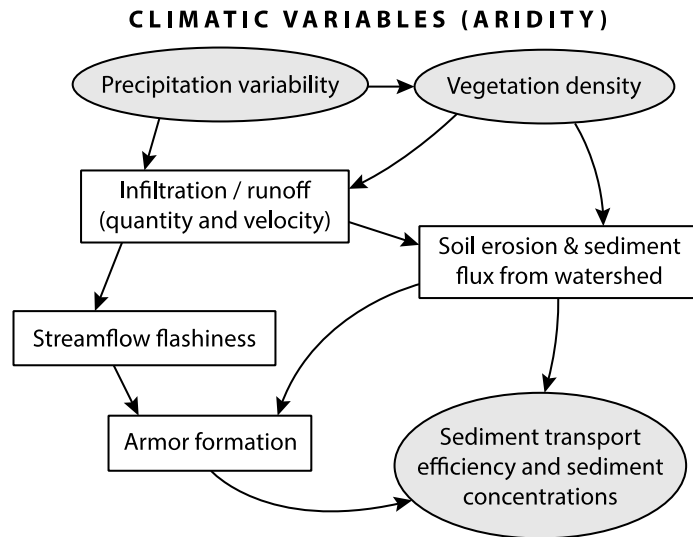 CLIMATIC VARIABLES (ARIDITY)
Precipitation variability
Vegetation density
Infiltration / runoff
(quantity and velocity)
Soil erosion & sediment
flux from watershed
Streamflow flashiness
Armor formation
Sediment transport
efficiency and sediment
concentrations